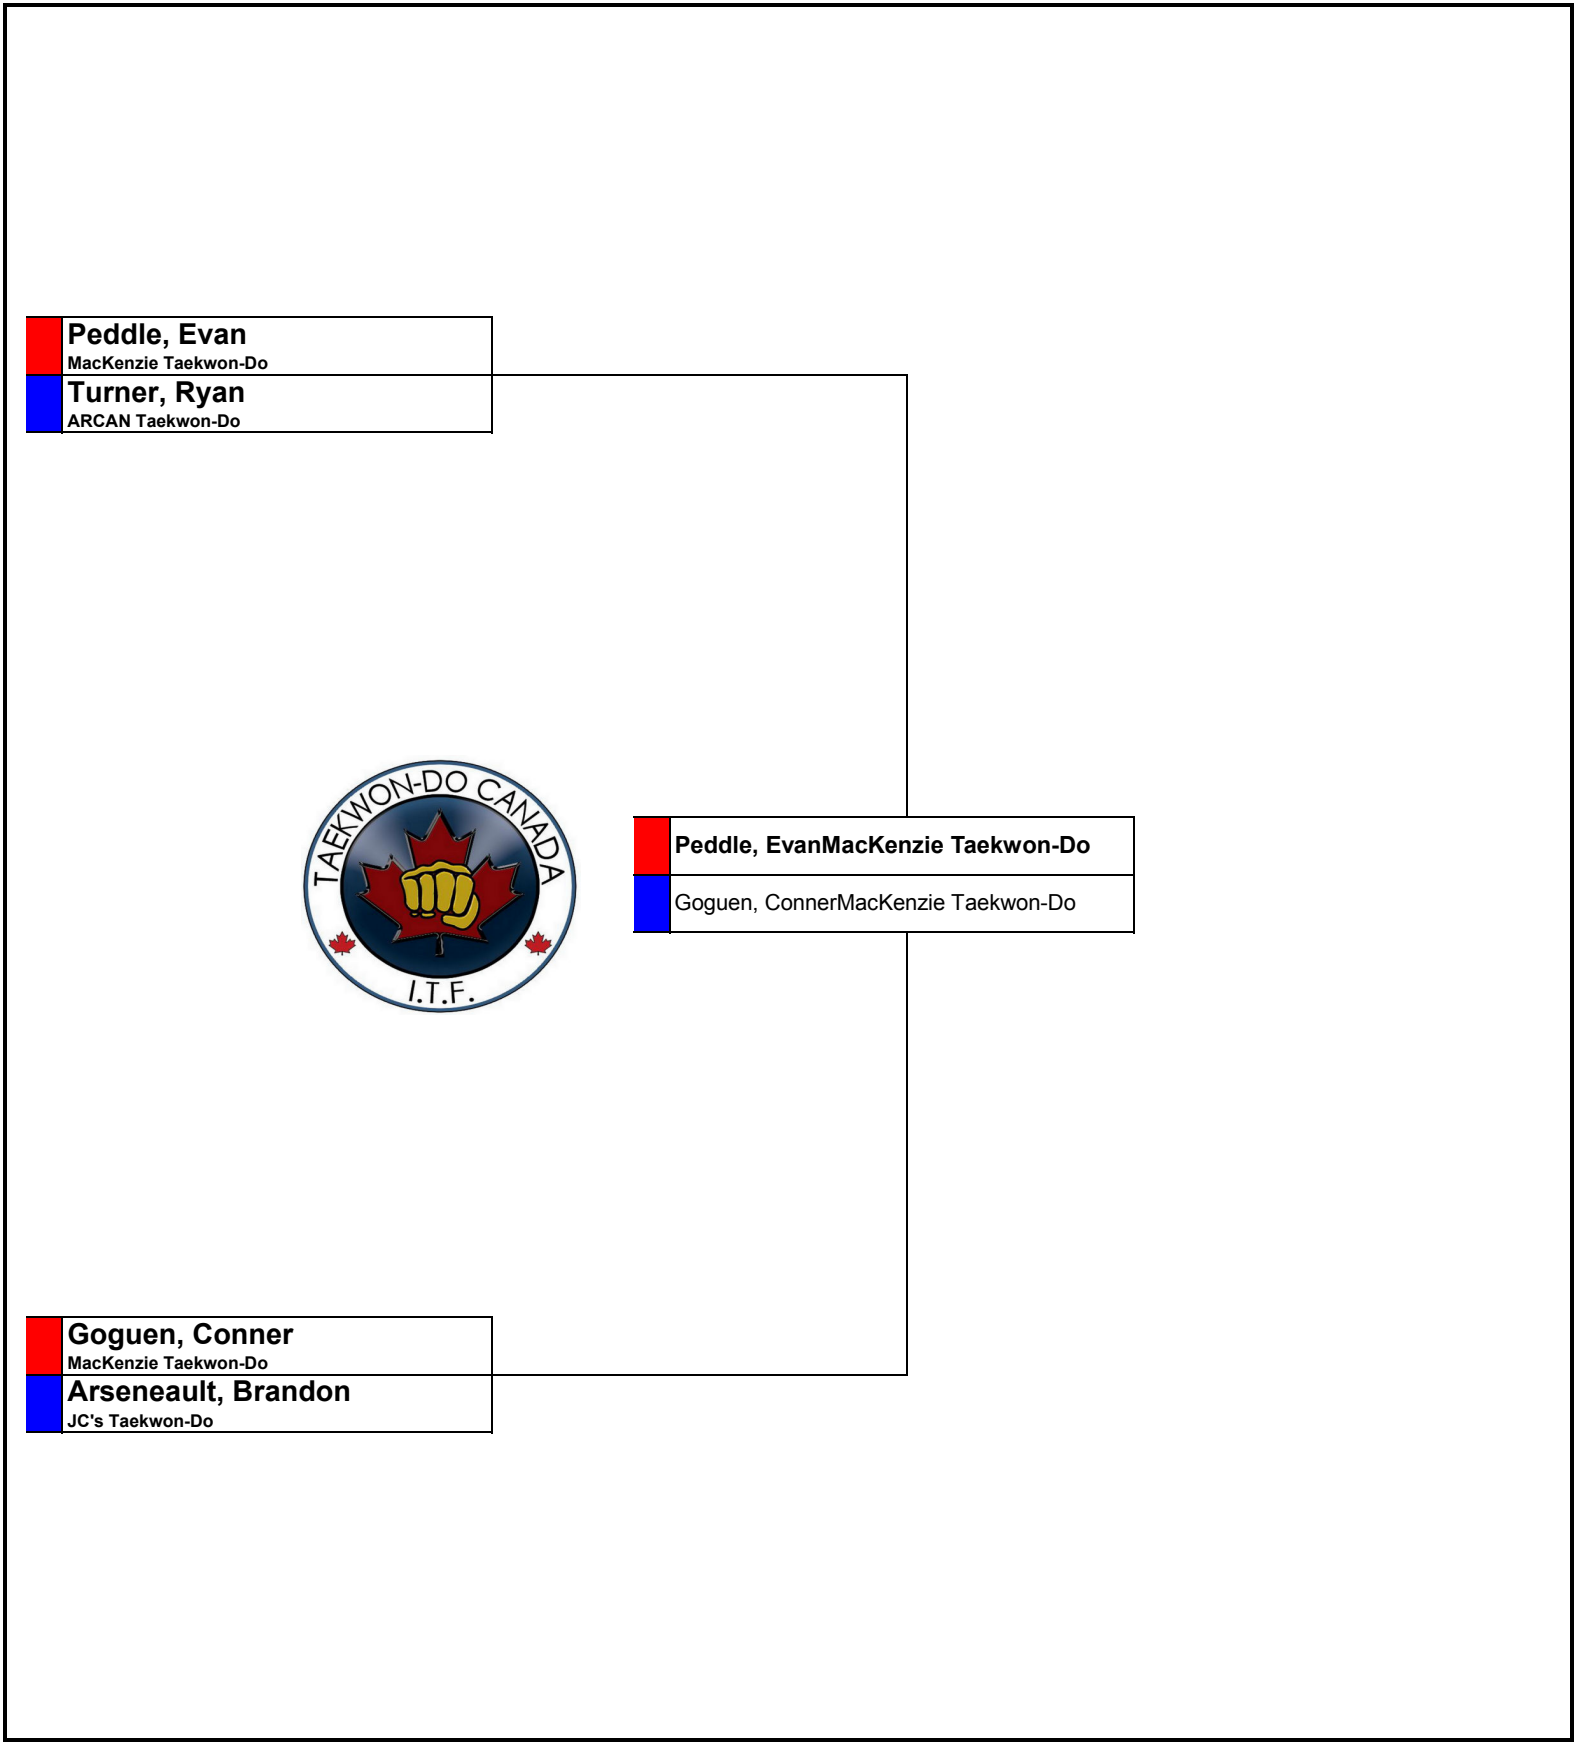 Peddle, Evan
MacKenzie Taekwon-Do
Turner, Ryan
ARCAN Taekwon-Do
TAEKWON-DO CANADA
I.T.F.
Peddle, EvanMacKenzie Taekwon-Do
Goguen, ConnerMacKenzie Taekwon-Do
Goguen, Conner
MacKenzie Taekwon-Do
Arseneault, Brandon
JC's Taekwon-Do